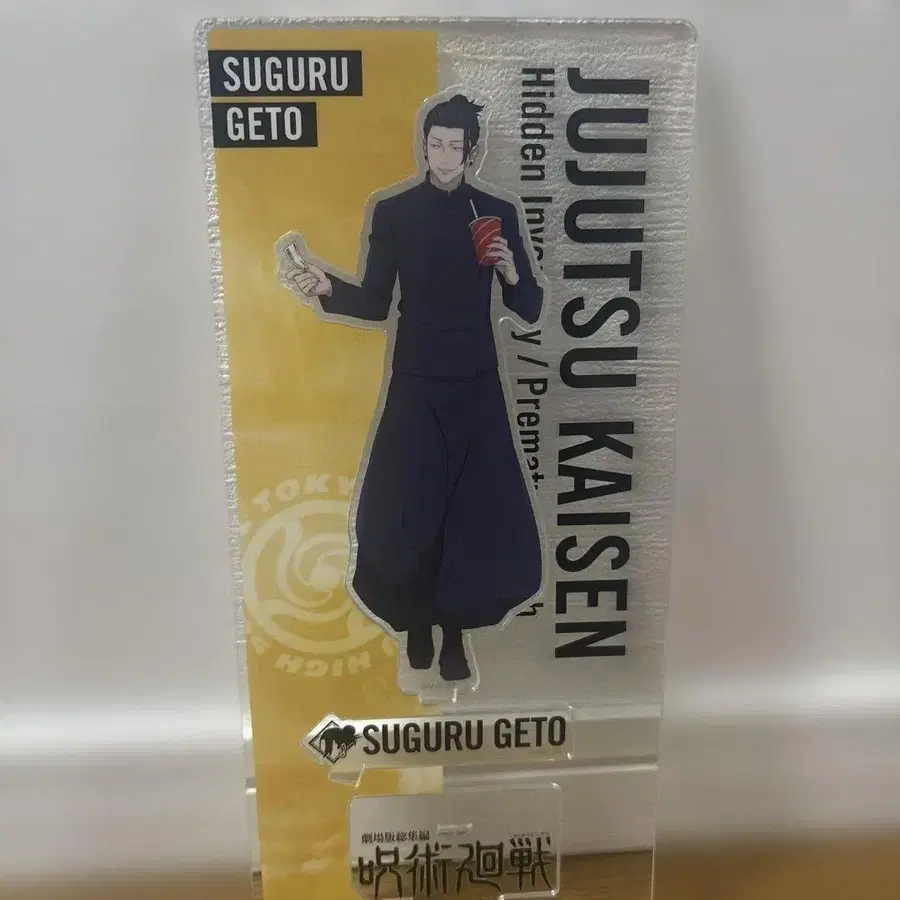 SUGURU
GETO
JUJUTSU KAISEN
Hidden Inve y / Premat h
TOKY
HIGH
SUGURU GETO
劇場版総集編
呪術廻戦